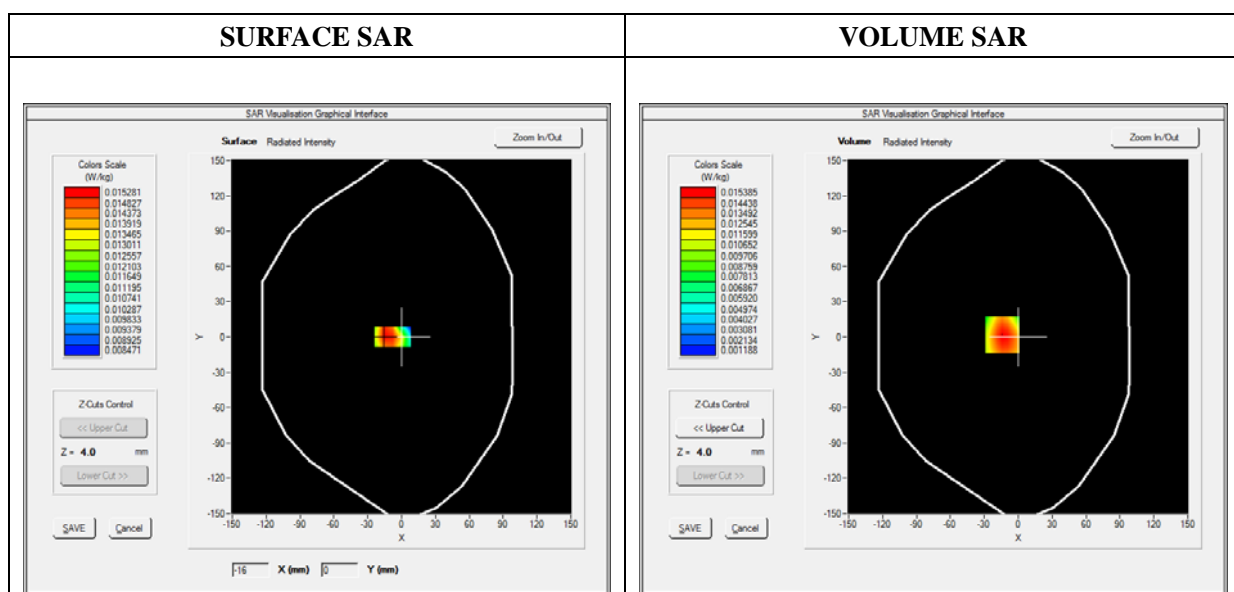 SURFACE SAR
VOLUME SAR
SAR Visualisation Graphical Interface
Surface Radiated Intensity
Zoom In/Out
Colors Scale
(W/kg)
0.015281
0.014827
0.014373
0.013919
0.013465
0.013011
0.012557
0.012103
0.011649
0.011195
0.010741
0.010287
0.009833
0.009379
0.008925
0.008471
Z-Cuts Control
<< Upper Cut
Z = 4.0 mm
Lower Cut >>
SAVE Cancel
150
120
90
60
30
0
-30
-60
-90
-120
-150
Y
-150 -120 -90 -60 -30 0 30 60 90 120 150
X
-16 X (mm) 0 Y (mm)
SAR Visualisation Graphical Interface
Volume Radiated Intensity
Zoom In/Out
Colors Scale
(W/kg)
0.015385
0.014438
0.013492
0.012545
0.011599
0.010652
0.009706
0.008759
0.007813
0.006867
0.005920
0.004974
0.004027
0.003081
0.002134
0.001188
Z-Cuts Control
<< Upper Cut
Z = 4.0 mm
Lower Cut >>
SAVE Cancel
150
120
90
60
30
0
-30
-60
-90
-120
-150
Y
-150 -120 -90 -60 -30 0 30 60 90 120 150
X